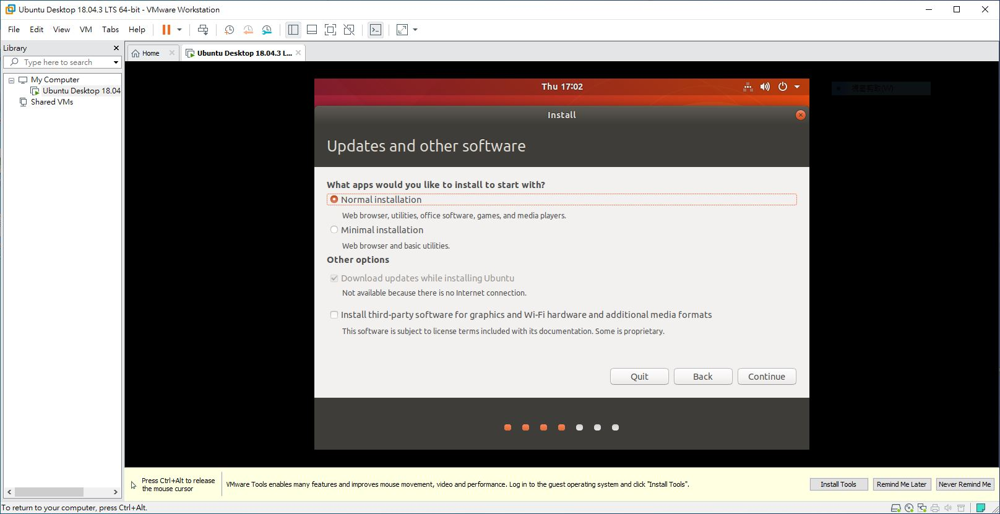 Ubuntu Desktop 18.04.3 LTS 64-bit - VMware Workstation
File Edit View VM Tabs Help
Library
Type here to search
My Computer
Ubuntu Desktop 18.04
Shared VMs
Home
Ubuntu Desktop 18.04.3 L...
Thu 17:02
Install
Updates and other software
What apps would you like to install to start with?
Normal installation
Web browser, utilities, office software, games, and media players.
Minimal installation
Web browser and basic utilities.
Other options
Download updates while installing Ubuntu
Not available because there is no Internet connection.
Install third-party software for graphics and Wi-Fi hardware and additional media formats
This software is subject to license terms included with its documentation. Some is proprietary.
Quit Back Continue
Press Ctrl+Alt to release
the mouse cursor
VMware Tools enables many features and improves mouse movement, video and performance. Log in to the guest operating system and click "Install Tools".
Install Tools Remind Me Later Never Remind Me
To return to your computer, press Ctrl+Alt.